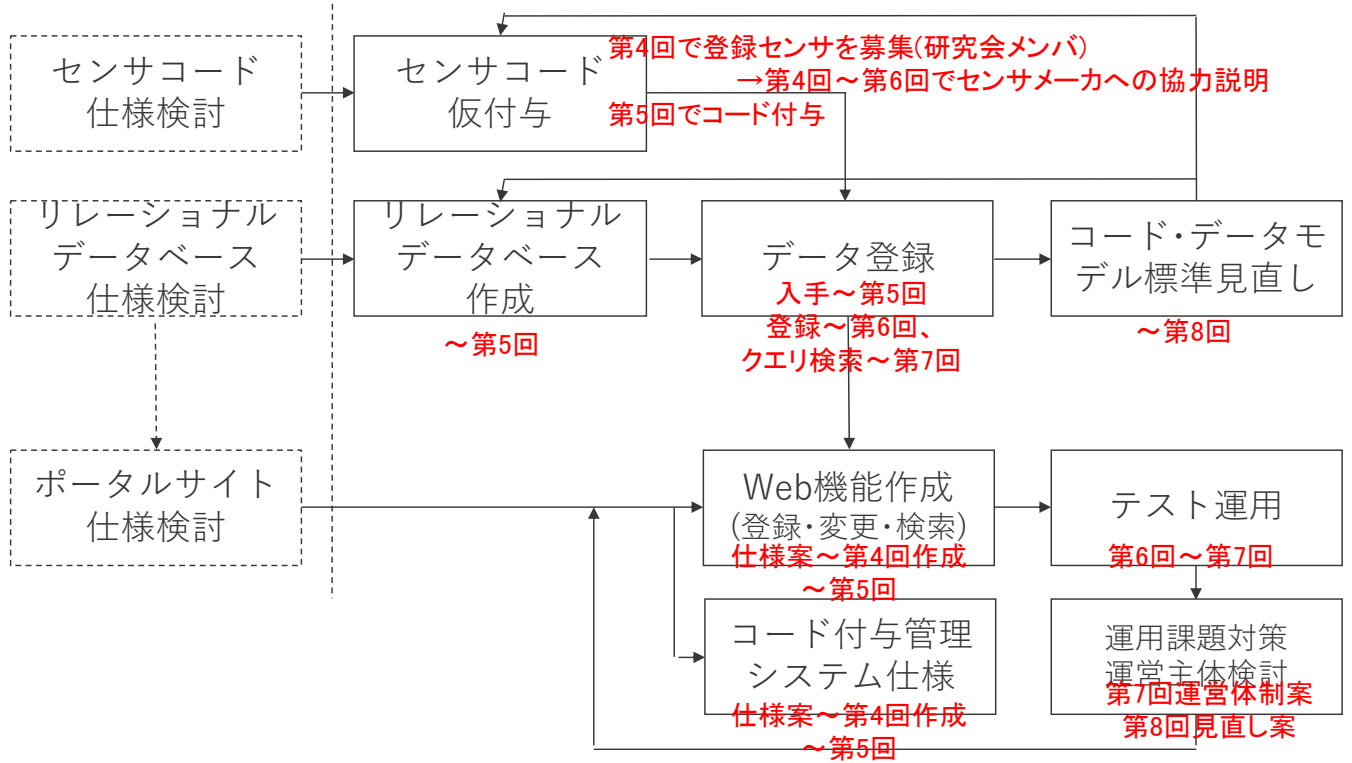 センサコード
仕様検討
センサコード
仮付与
第4回で登録センサを募集(研究会メンバ)
→第4回～第6回でセンサメーカへの協力説明
第5回でコード付与
リレーショナル
データベース
仕様検討
リレーショナル
データベース
作成
～第5回
データ登録
入手～第5回
登録～第6回、
クエリ検索～第7回
コード・データモ
デル標準見直し
～第8回
ポータルサイト
仕様検討
Web機能作成
(登録・変更・検索)
仕様案～第4回作成
～第5回
テスト運用
第6回～第7回
コード付与管理
システム仕様
仕様案～第4回作成
～第5回
運用課題対策
運営主体検討
第7回運営体制案
第8回見直し案